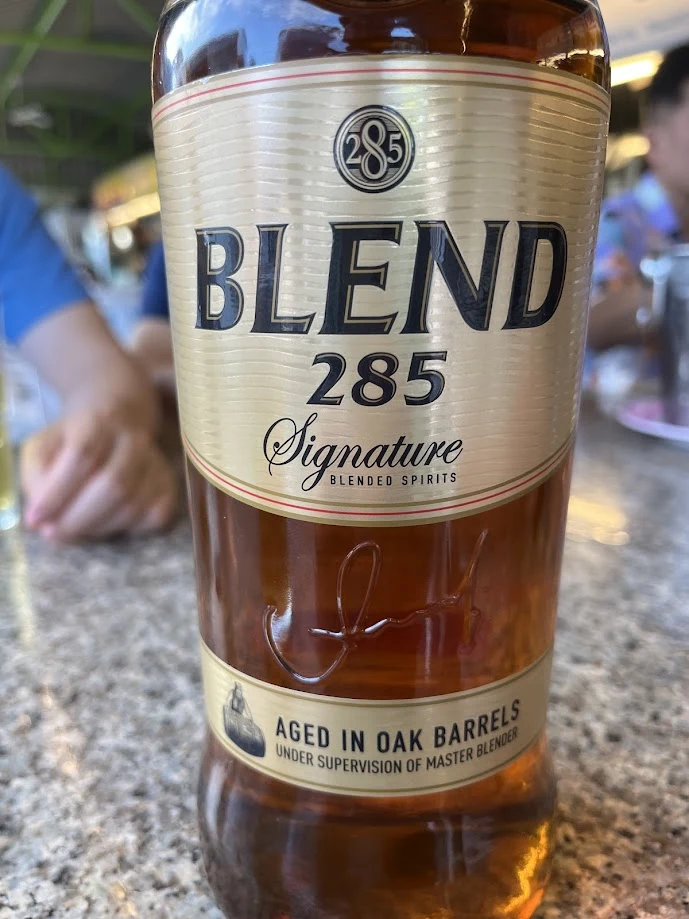 285
BLEND
285
Signature
BLENDED SPIRITS
AGED IN OAK BARRELS
UNDER SUPERVISION OF MASTER BLENDER